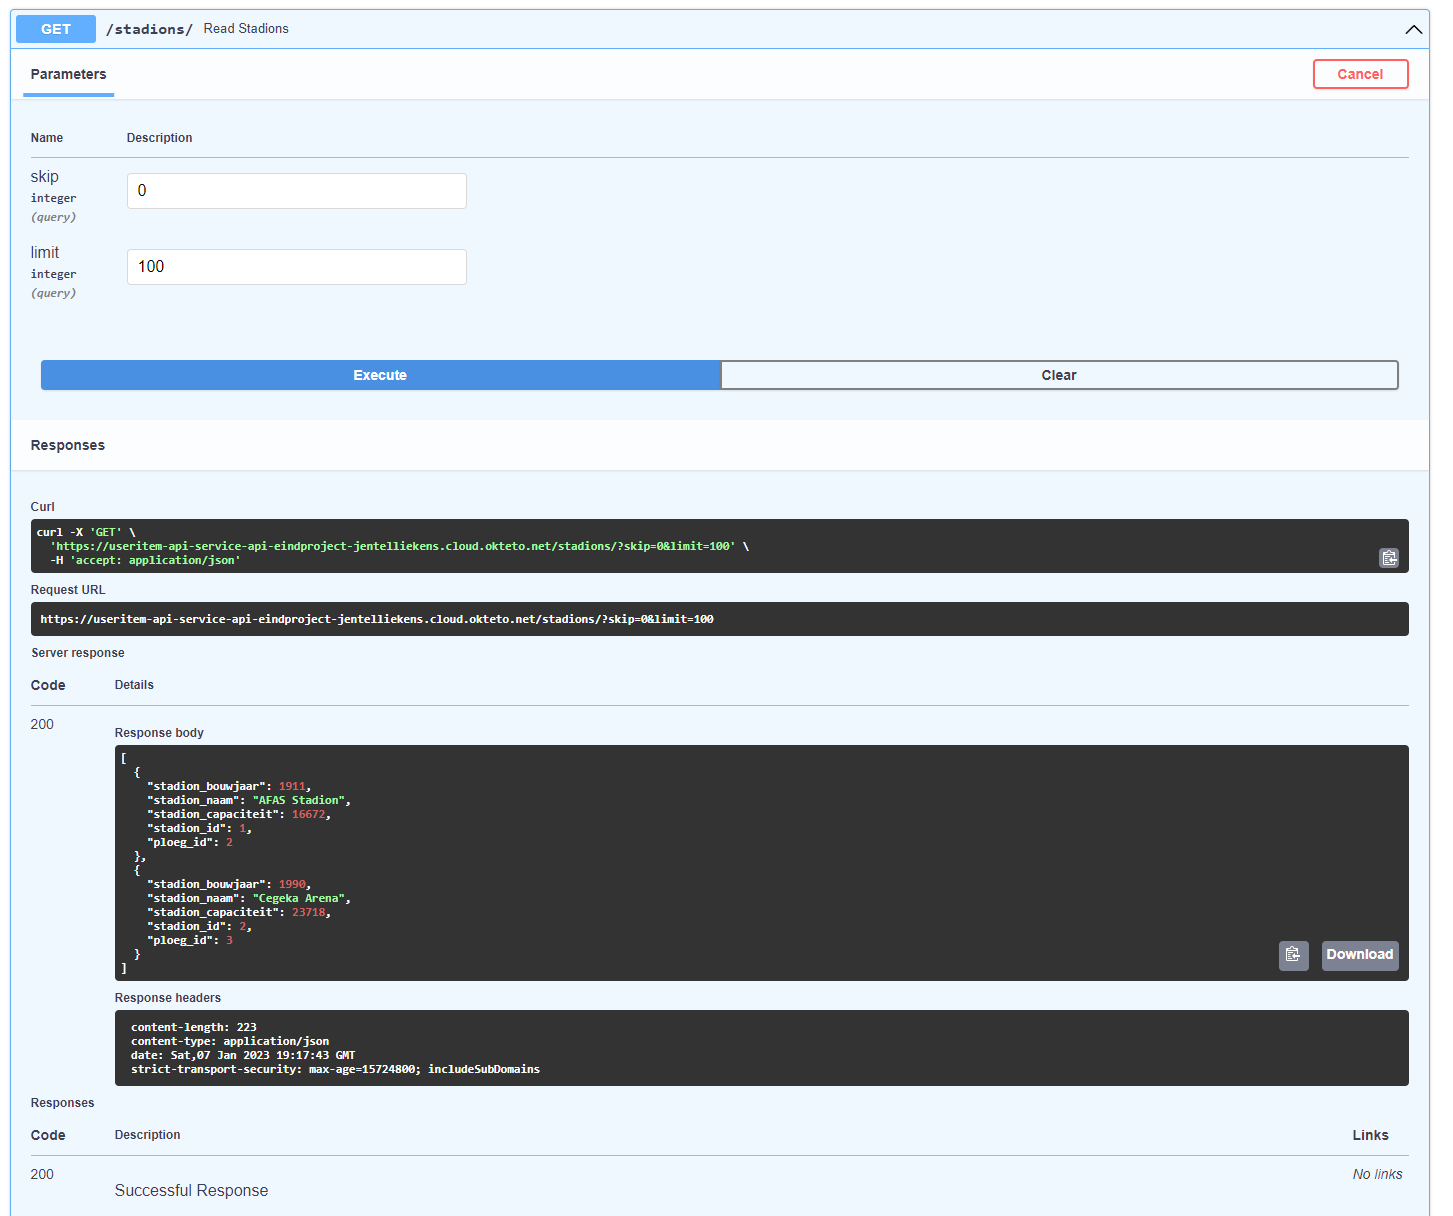 GET /stadions/ Read Stadions
Parameters
Cancel
Name Description
skip
integer
(query)
0
limit
integer
(query)
100
Execute
Clear
Responses
Curl
curl -X 'GET' \
  'https://useritem-api-service-api-eindproject-jentelliekens.cloud.okteto.net/stadions/?skip=0&limit=100' \
  -H 'accept: application/json'
Request URL
https://useritem-api-service-api-eindproject-jentelliekens.cloud.okteto.net/stadions/?skip=0&limit=100
Server response
Code Details
200
Response body
[
  {
    "stadion_bouwjaar": 1911,
    "stadion_naam": "AFAS Stadion",
    "stadion_capaciteit": 16672,
    "stadion_id": 1,
    "ploeg_id": 2
  },
  {
    "stadion_bouwjaar": 1990,
    "stadion_naam": "Cegeka Arena",
    "stadion_capaciteit": 23718,
    "stadion_id": 2,
    "ploeg_id": 3
  }
]
Download
Response headers
content-length: 223
content-type: application/json
date: Sat,07 Jan 2023 19:17:43 GMT
strict-transport-security: max-age=15724800; includeSubDomains
Responses
Code Description Links
200
Successful Response
No links